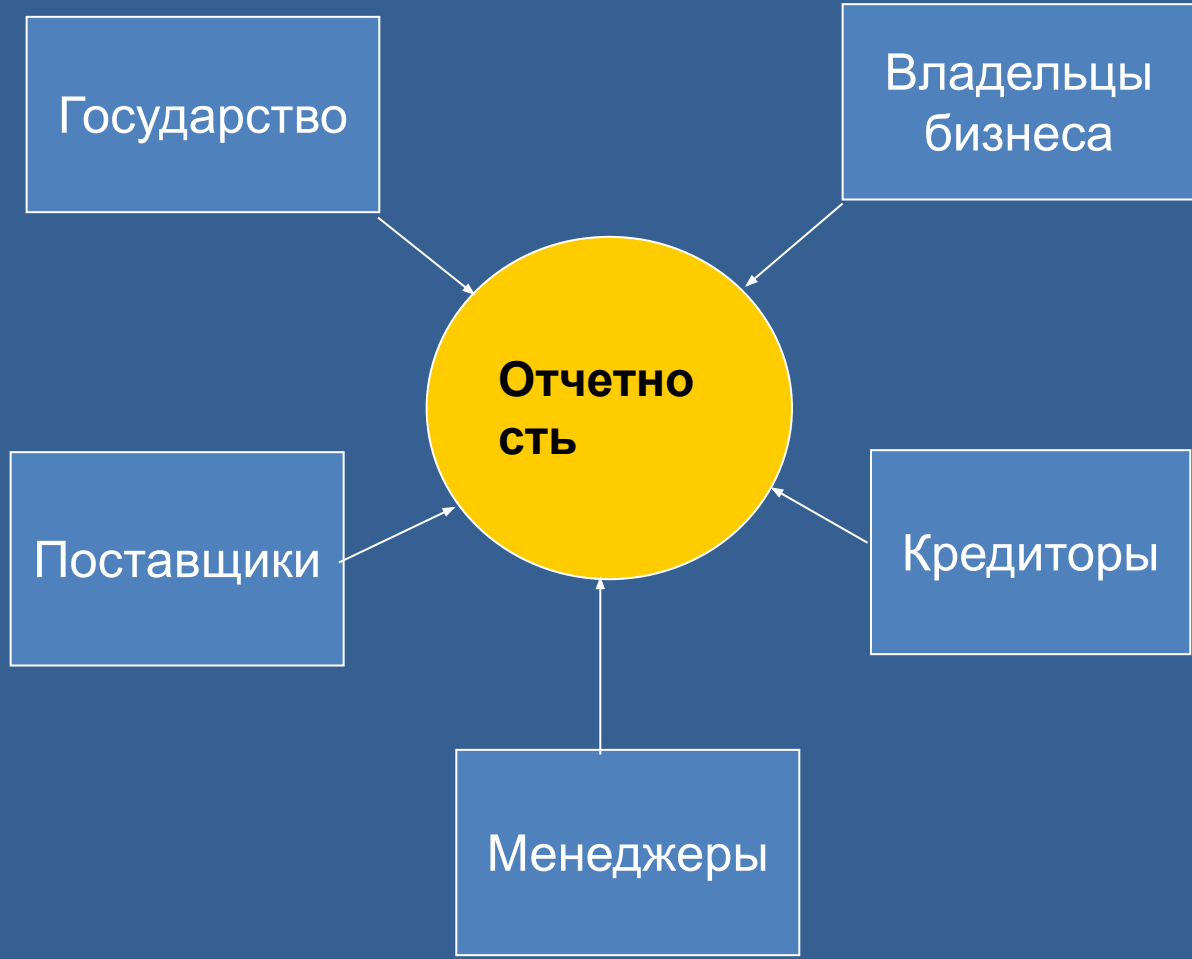 Государство
Владельцы
бизнеса
Отчетно
сть
Поставщики
Кредиторы
Менеджеры